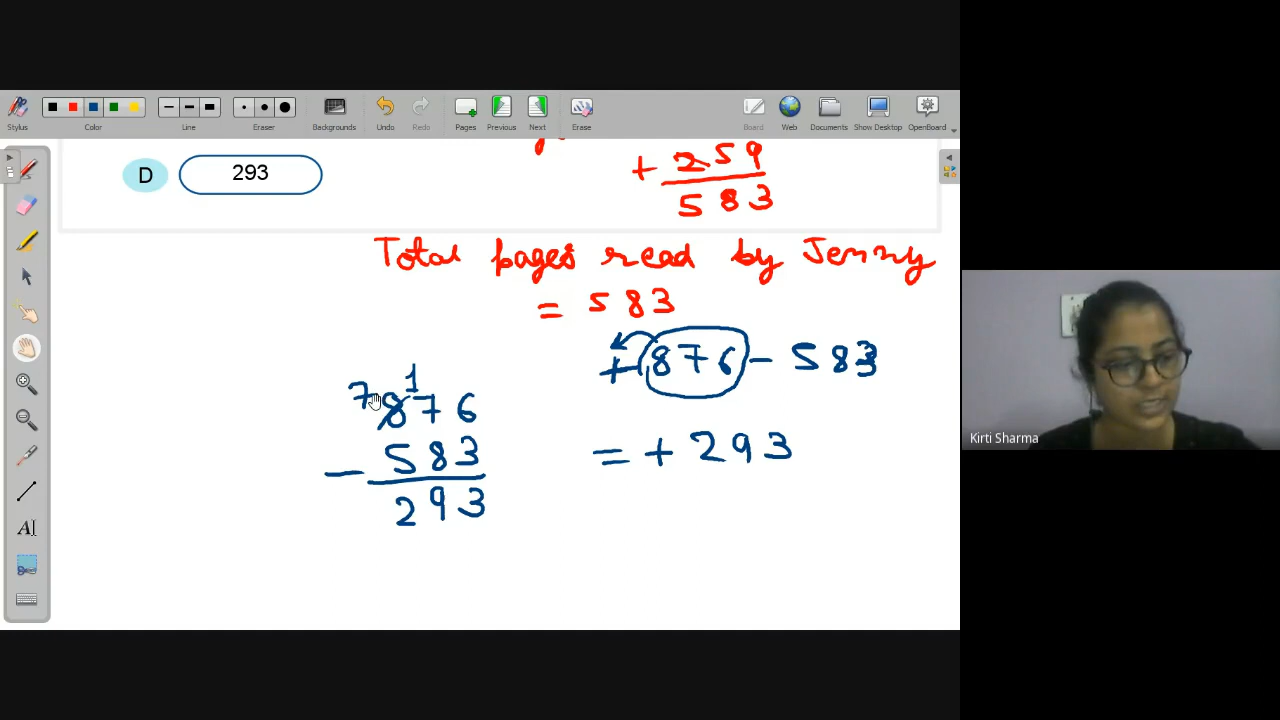 Stylus Color Line Eraser Backgrounds Undo Redo Pages Previous Next Erase Board Web Documents Show Desktop OpenBoard
D 293
+ 259
583
Total pages read by Jenny
= 583
+ 876 - 583
7 1
876
- 583
293
= + 293
Kirti Sharma